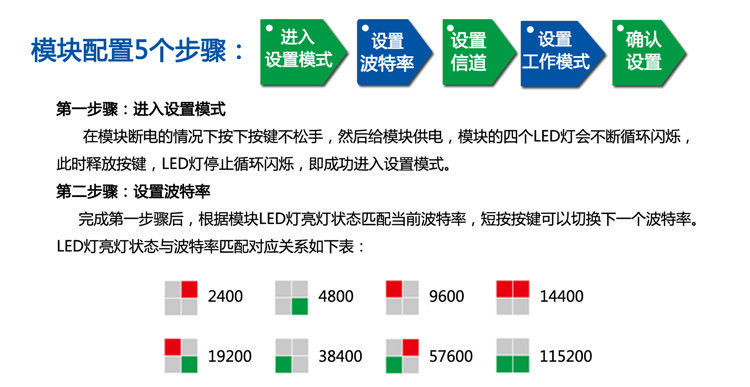 模块配置5个步骤：
进入
设置模式
设置
波特率
设置
信道
设置
工作模式
确认
设置
第一步骤：进入设置模式
在模块断电的情况下按下按键不松手，然后给模块供电，模块的四个LED灯会不断循环闪烁，
此时释放按键，LED灯停止循环闪烁，即成功进入设置模式。
第二步骤：设置波特率
完成第一步骤后，根据模块LED灯亮灯状态匹配当前波特率，短按按键可以切换下一个波特率。
LED灯亮灯状态与波特率匹配对应关系如下表：
2400 4800 9600 14400
19200 38400 57600 115200